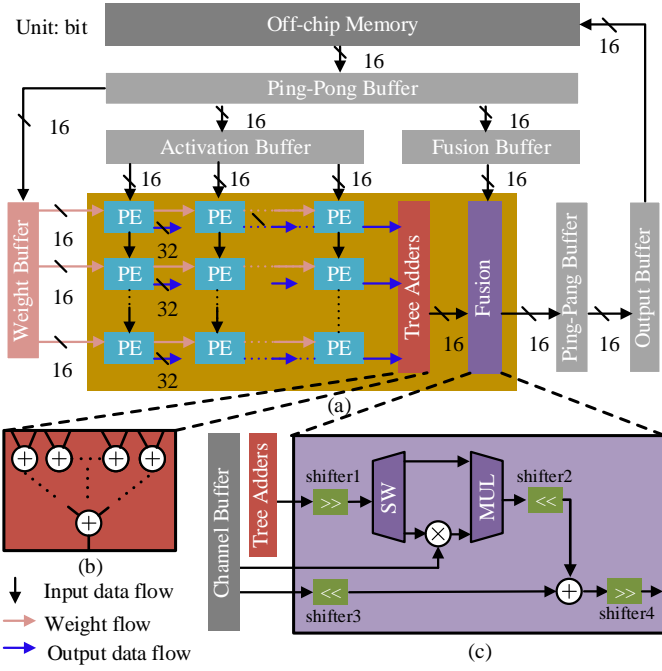 Unit: bit
Off-chip Memory
16
16
Ping-Pong Buffer
16
16
16
Activation Buffer
Fusion Buffer
16
16
16
16
Weight Buffer
PE
PE
PE
16
32
PE
PE
PE
16
32
PE
PE
PE
16
32
Tree Adders
16
Fusion
16
Ping-Pang Buffer
16
Output Buffer
(a)
+
+
+
+
+
(b)
Input data flow
Weight flow
Output data flow
Channel Buffer
Tree Adders
shifter1
>>
SW
MUL
shifter2
<<
×
<<
shifter3
+
>>
shifter4
(c)